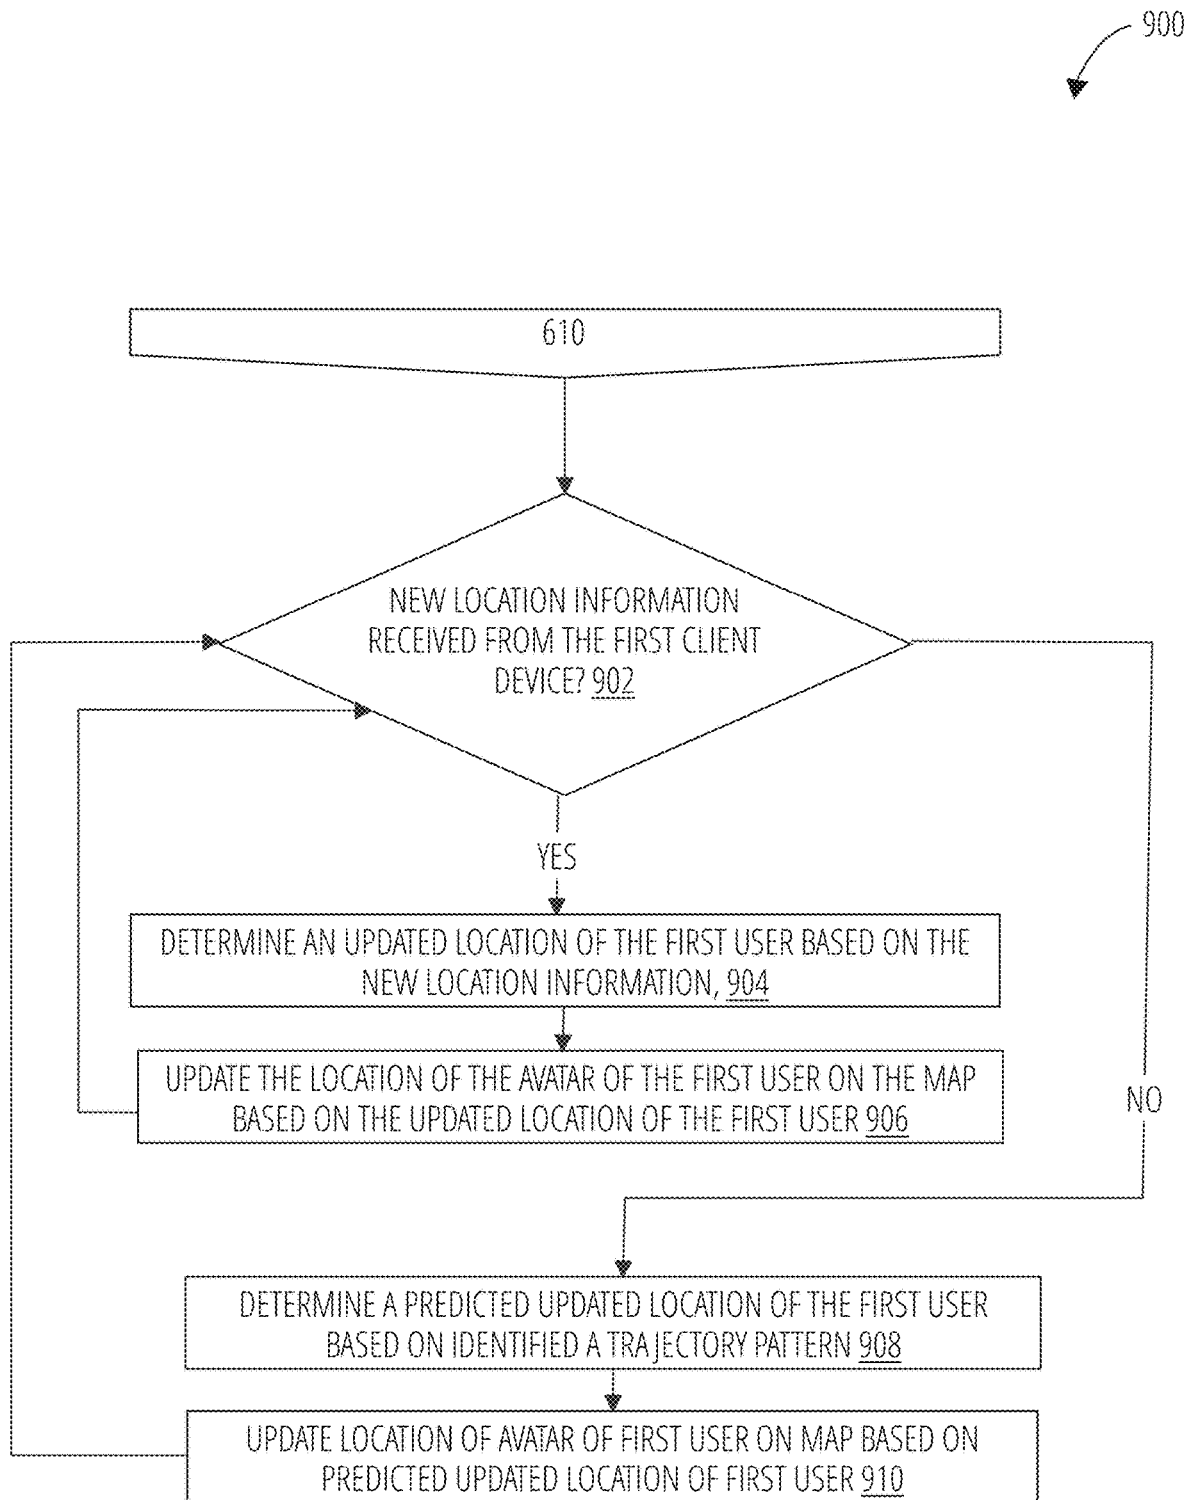 900
610
NEW LOCATION INFORMATION
RECEIVED FROM THE FIRST CLIENT
DEVICE? 902
YES
DETERMINE AN UPDATED LOCATION OF THE FIRST USER BASED ON THE
NEW LOCATION INFORMATION, 904
UPDATE THE LOCATION OF THE AVATAR OF THE FIRST USER ON THE MAP
BASED ON THE UPDATED LOCATION OF THE FIRST USER 906
NO
DETERMINE A PREDICTED UPDATED LOCATION OF THE FIRST USER
BASED ON IDENTIFIED A TRAJECTORY PATTERN 908
UPDATE LOCATION OF AVATAR OF FIRST USER ON MAP BASED ON
PREDICTED UPDATED LOCATION OF FIRST USER 910